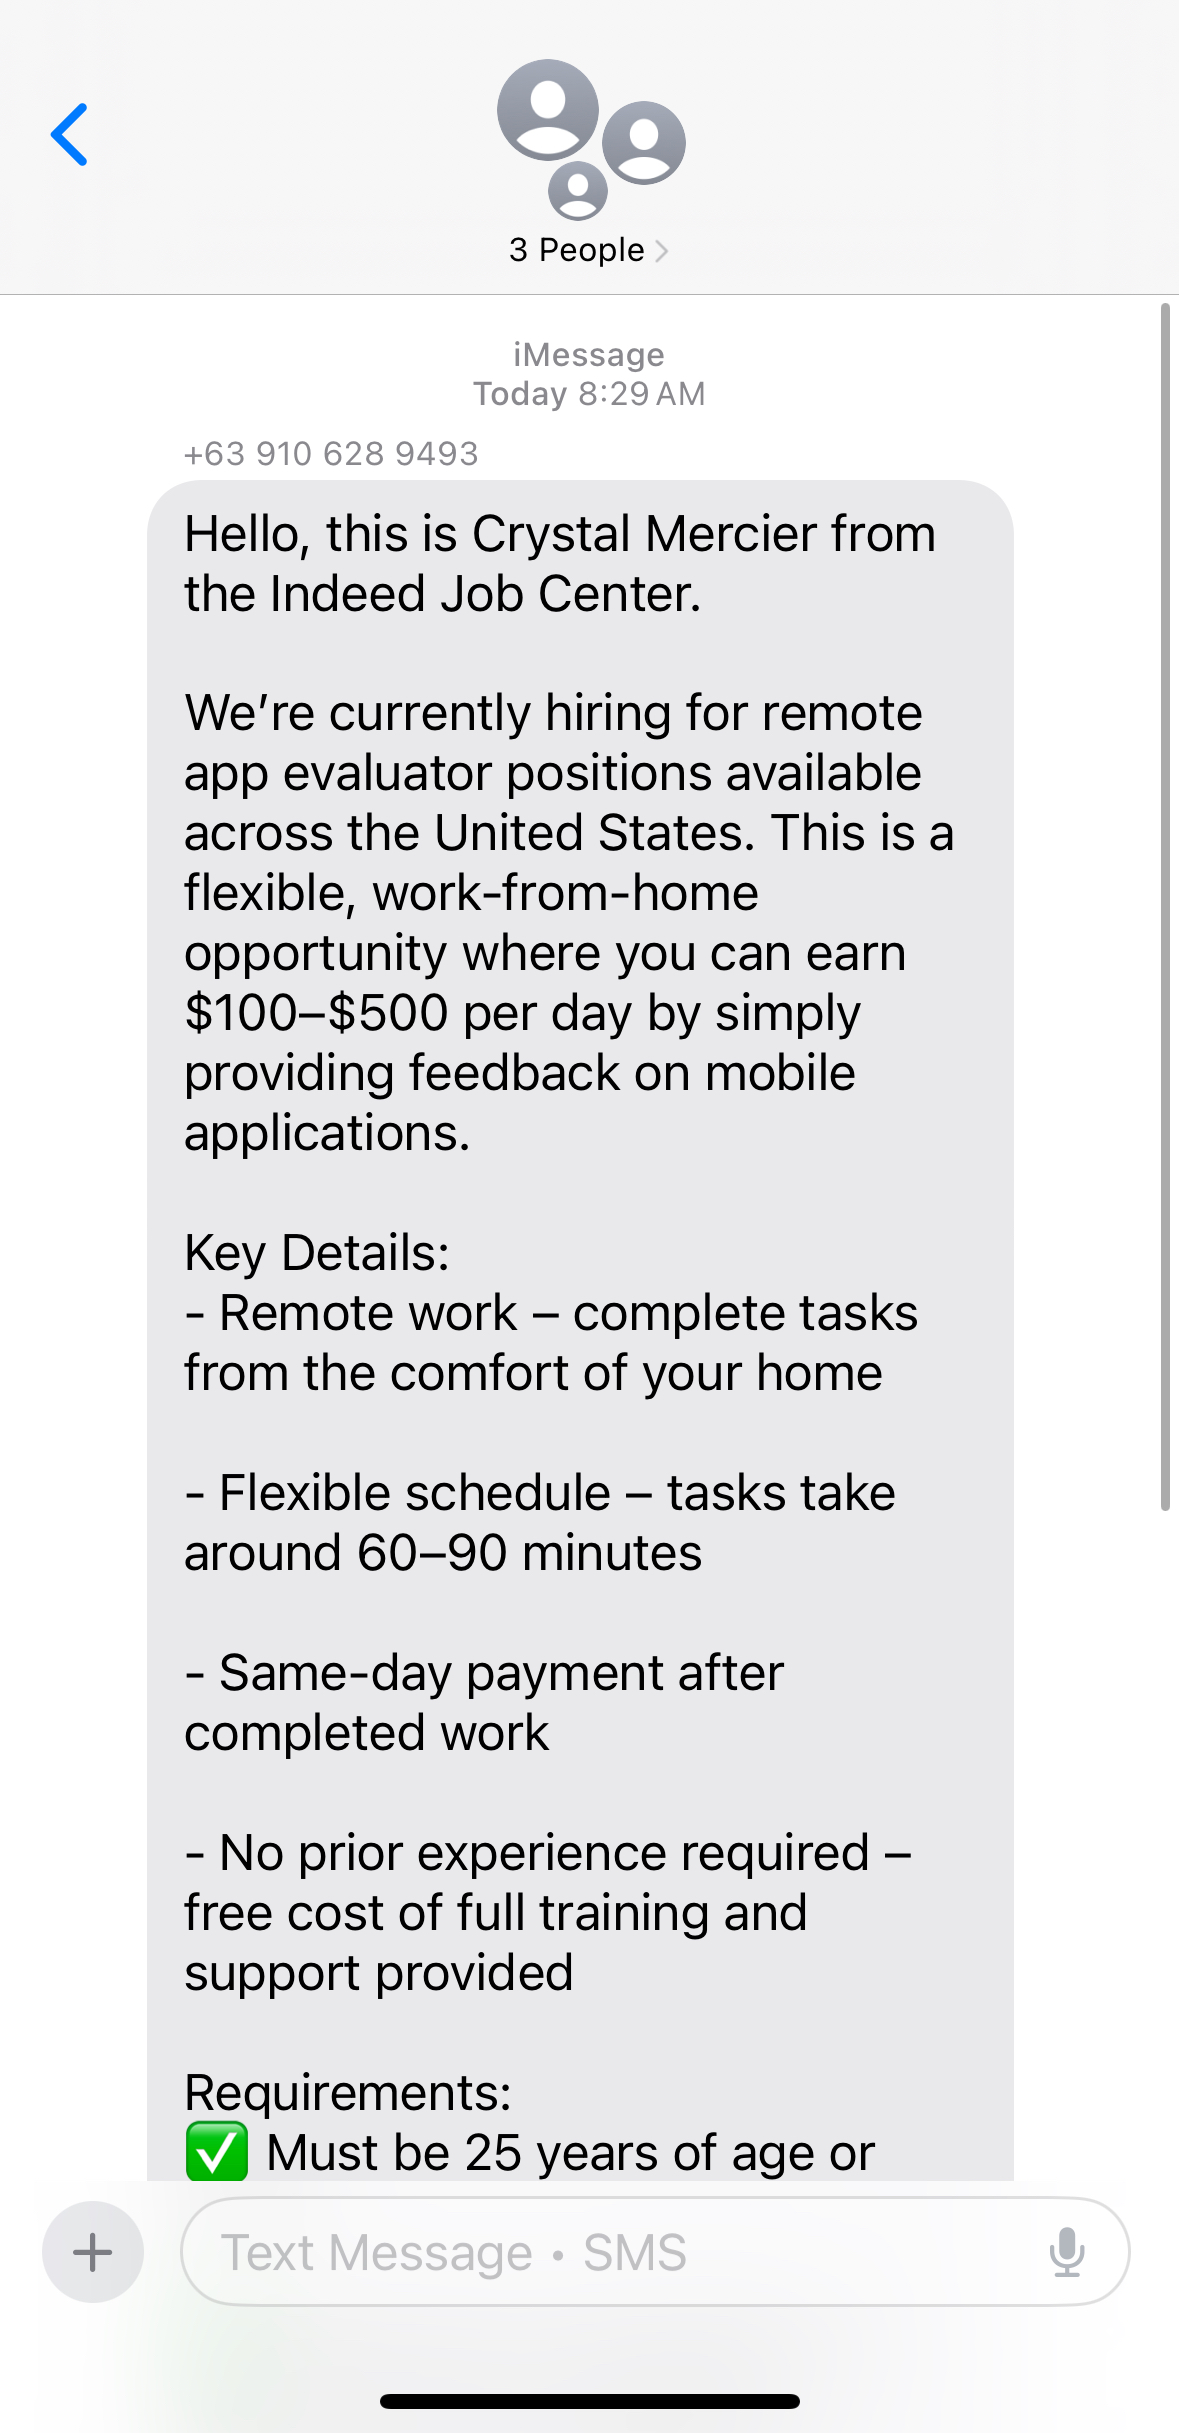 3 People
iMessage
Today 8:29 AM
+63 910 628 9493
Hello, this is Crystal Mercier from
the Indeed Job Center.
We’re currently hiring for remote
app evaluator positions available
across the United States. This is a
flexible, work-from-home
opportunity where you can earn
$100–$500 per day by simply
providing feedback on mobile
applications.
Key Details:
- Remote work – complete tasks
from the comfort of your home
- Flexible schedule – tasks take
around 60–90 minutes
- Same-day payment after
completed work
- No prior experience required –
free cost of full training and
support provided
Requirements:
✅ Must be 25 years of age or
Text Message • SMS